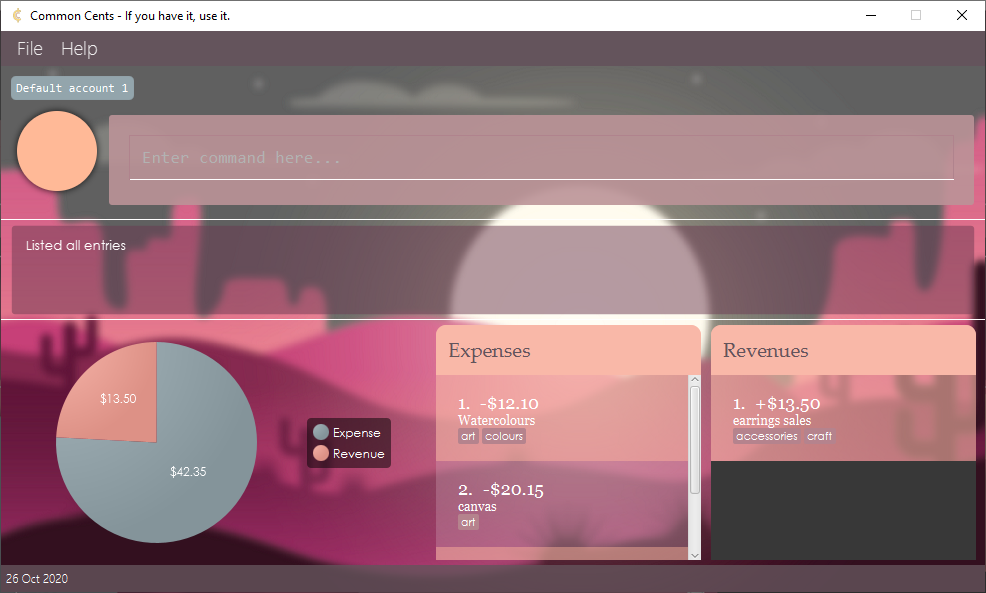 Common Cents - If you have it, use it.
File Help
Default account 1
Enter command here...
Listed all entries
$13.50
$42.35
Expense
Revenue
Expenses
1. -$12.10
Watercolours
art colours
2. -$20.15
canvas
art
Revenues
1. +$13.50
earrings sales
accessories craft
26 Oct 2020